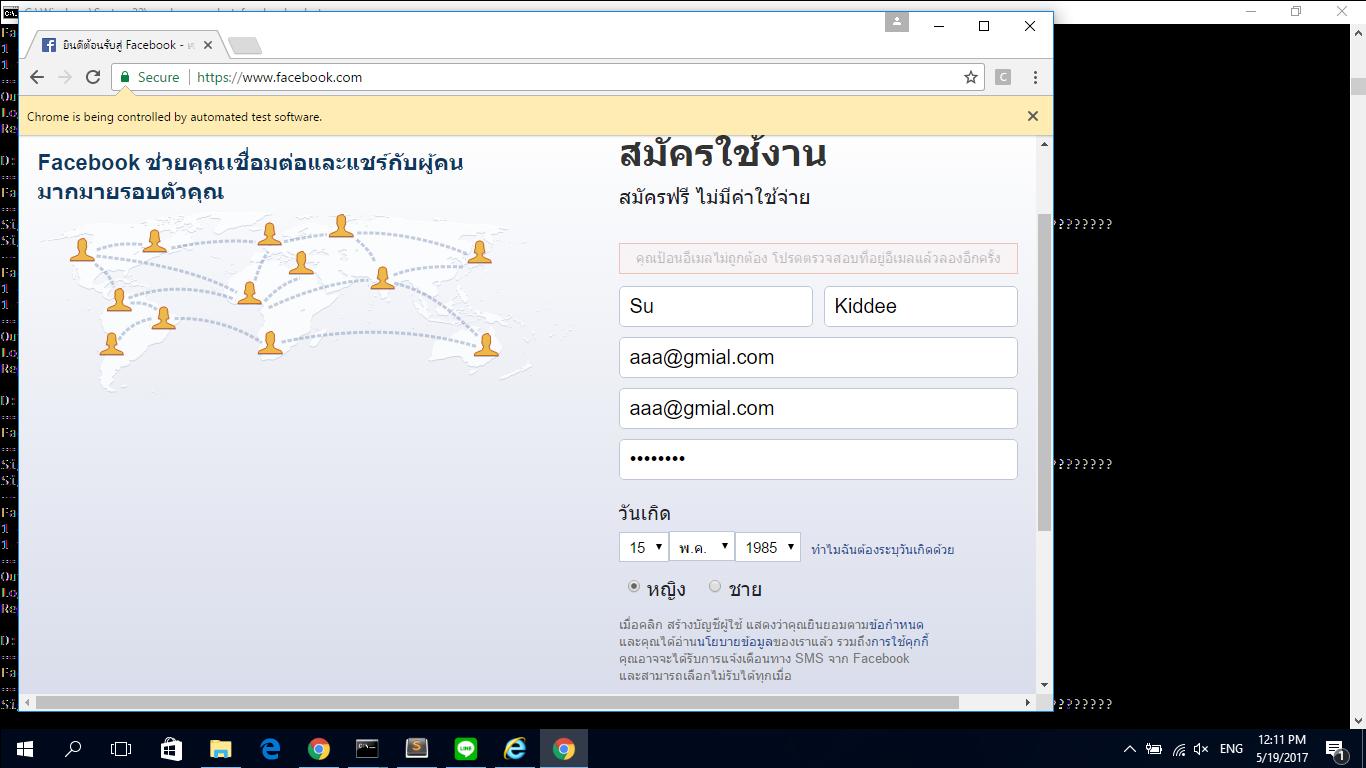 ยินดีต้อนรับสู่ Facebook -
Secure
https://www.facebook.com
C
Chrome is being controlled by automated test software.
Facebook ช่วยคุณเชื่อมต่อและแชร์กับผู้คน
มากมายรอบตัวคุณ
สมัครใช้งาน
สมัครฟรี ไม่มีค่าใช้จ่าย
คุณป้อนอีเมลไม่ถูกต้อง โปรดตรวจสอบที่อยู่อีเมลแล้วลองอีกครั้ง
Su
Kiddee
aaa@gmial.com
aaa@gmial.com
••••••••
วันเกิด
15 พ.ค. 1985 ทำไมฉันต้องระบุวันเกิดด้วย
หญิง ชาย
เมื่อคลิก สร้างบัญชีผู้ใช้ แสดงว่าคุณยินยอมตามข้อกำหนด
และคุณได้อ่านนโยบายข้อมูลของเราแล้ว รวมถึงการใช้คุกกี้
คุณอาจจะได้รับการแจ้งเตือนทาง SMS จาก Facebook
และสามารถเลือกไม่รับได้ทุกเมื่อ
????????
????????
????????
ENG
12:11 PM
5/19/2017
1